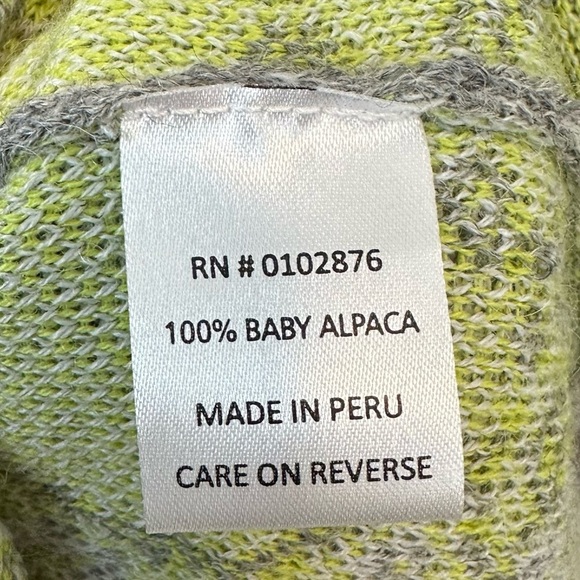 RN # 0102876
100% BABY ALPACA
MADE IN PERU
CARE ON REVERSE